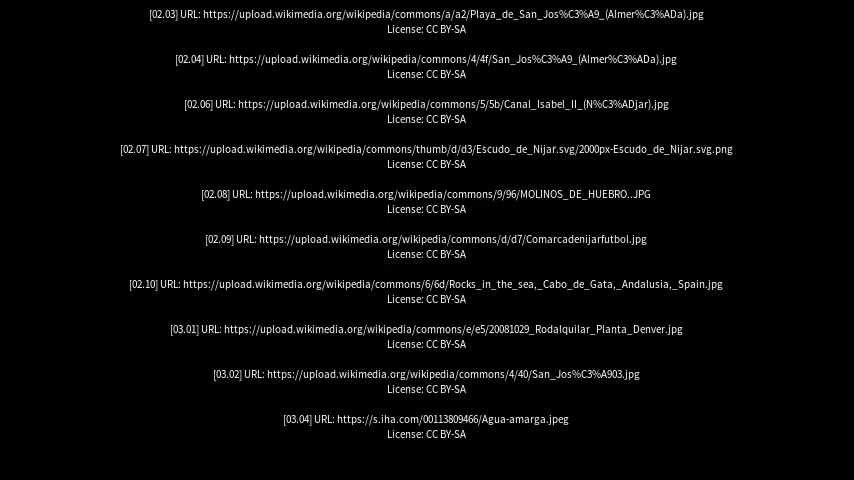 [02.03] URL: https://upload.wikimedia.org/wikipedia/commons/a/a2/Playa_de_San_Jos%C3%A9_(Almer%C3%ADa).jpg
License: CC BY-SA
[02.04] URL: https://upload.wikimedia.org/wikipedia/commons/4/4f/San_Jos%C3%A9_(Almer%C3%ADa).jpg
License: CC BY-SA
[02.06] URL: https://upload.wikimedia.org/wikipedia/commons/5/5b/Canal_Isabel_II_(N%C3%ADjar).jpg
License: CC BY-SA
[02.07] URL: https://upload.wikimedia.org/wikipedia/commons/thumb/d/d3/Escudo_de_Nijar.svg/2000px-Escudo_de_Nijar.svg.png
License: CC BY-SA
[02.08] URL: https://upload.wikimedia.org/wikipedia/commons/9/96/MOLINOS_DE_HUEBRO..JPG
License: CC BY-SA
[02.09] URL: https://upload.wikimedia.org/wikipedia/commons/d/d7/Comarcadenijarfutbol.jpg
License: CC BY-SA
[02.10] URL: https://upload.wikimedia.org/wikipedia/commons/6/6d/Rocks_in_the_sea,_Cabo_de_Gata,_Andalusia,_Spain.jpg
License: CC BY-SA
[03.01] URL: https://upload.wikimedia.org/wikipedia/commons/e/e5/20081029_Rodalquilar_Planta_Denver.jpg
License: CC BY-SA
[03.02] URL: https://upload.wikimedia.org/wikipedia/commons/4/40/San_Jos%C3%A903.jpg
License: CC BY-SA
[03.04] URL: https://s.iha.com/00113809466/Agua-amarga.jpeg
License: CC BY-SA